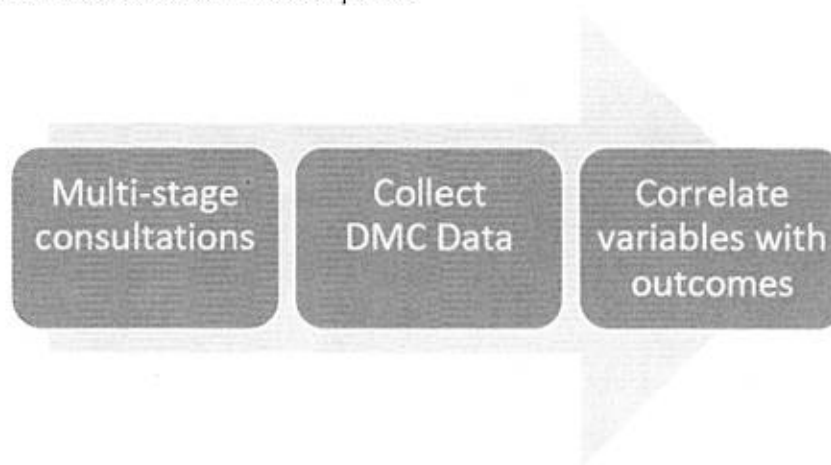 Multi-stage
consultations
Collect
DMC Data
Correlate
variables with
outcomes